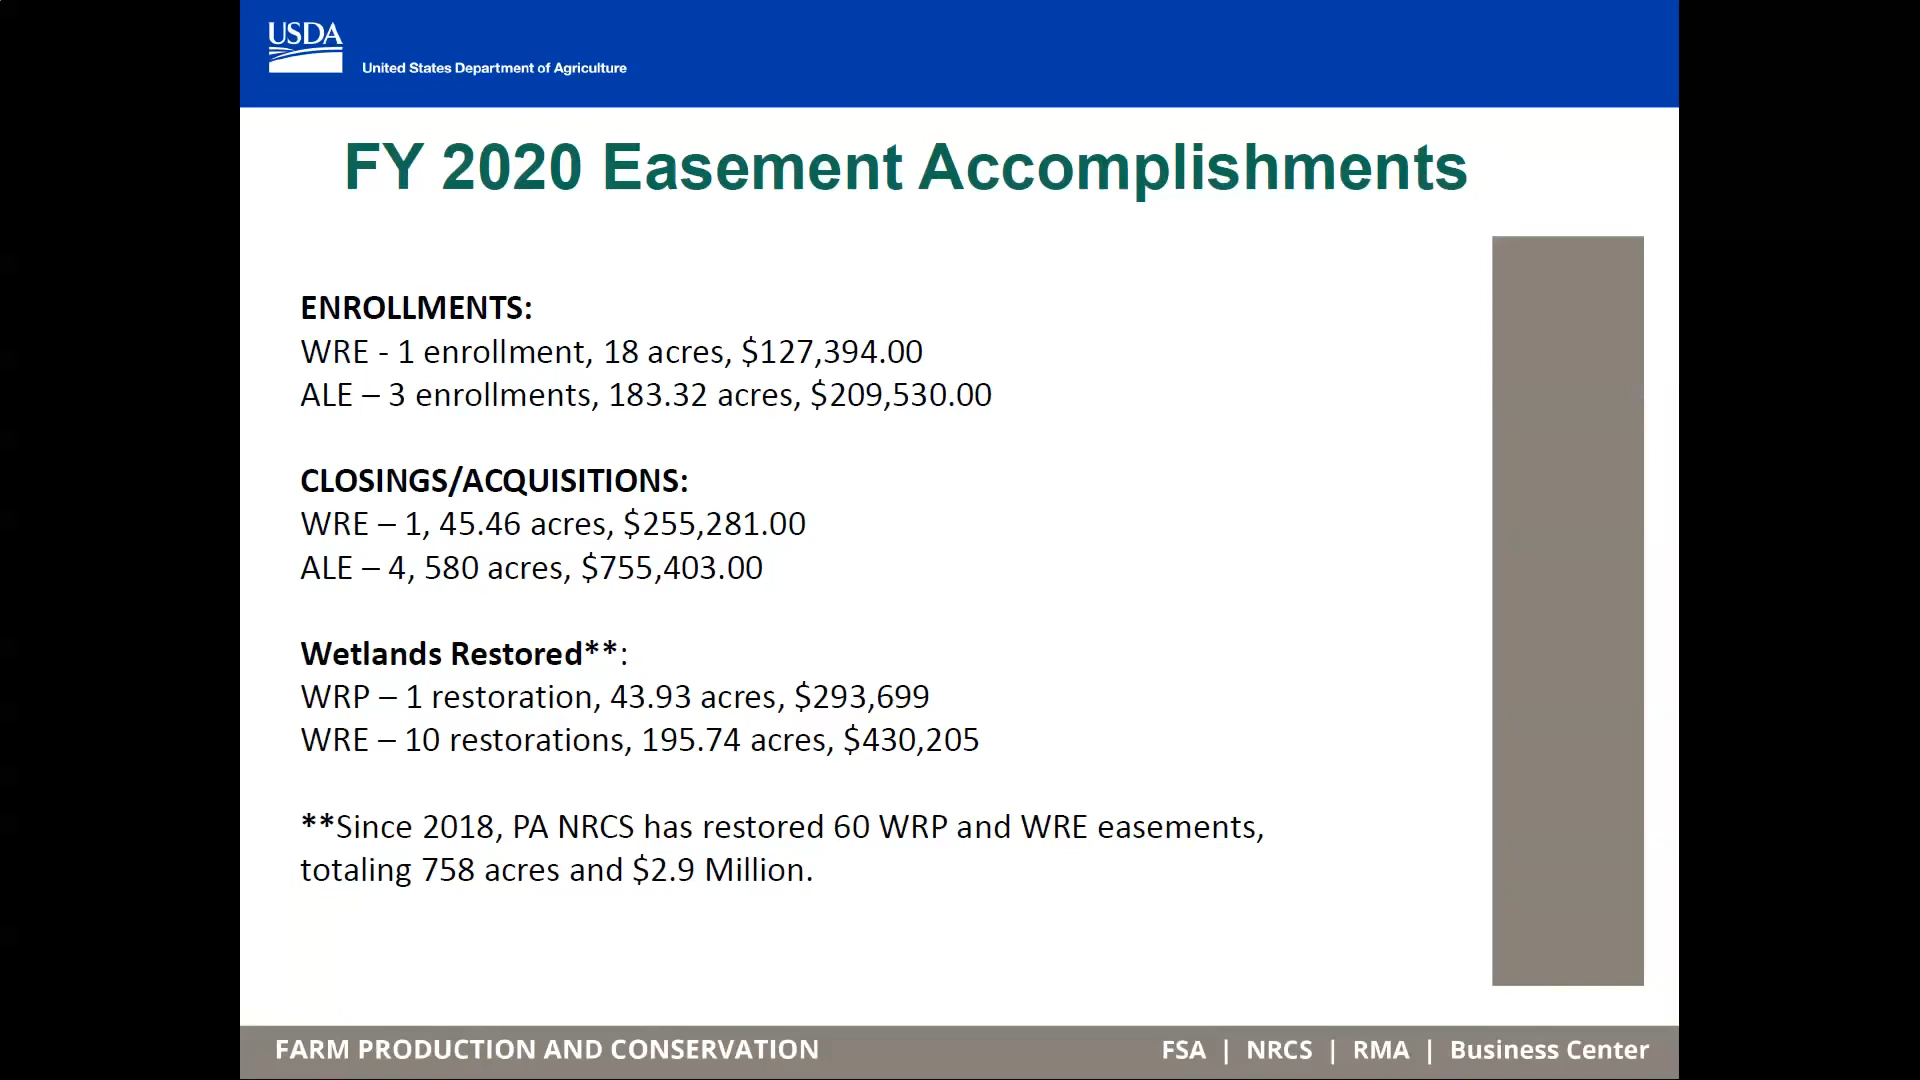 USDA
United States Department of Agriculture
FY 2020 Easement Accomplishments
ENROLLMENTS:
WRE - 1 enrollment, 18 acres, $127,394.00
ALE – 3 enrollments, 183.32 acres, $209,530.00
CLOSINGS/ACQUISITIONS:
WRE – 1, 45.46 acres, $255,281.00
ALE – 4, 580 acres, $755,403.00
Wetlands Restored**:
WRP – 1 restoration, 43.93 acres, $293,699
WRE – 10 restorations, 195.74 acres, $430,205
**Since 2018, PA NRCS has restored 60 WRP and WRE easements,
totaling 758 acres and $2.9 Million.
FARM PRODUCTION AND CONSERVATION
FSA | NRCS | RMA | Business Center